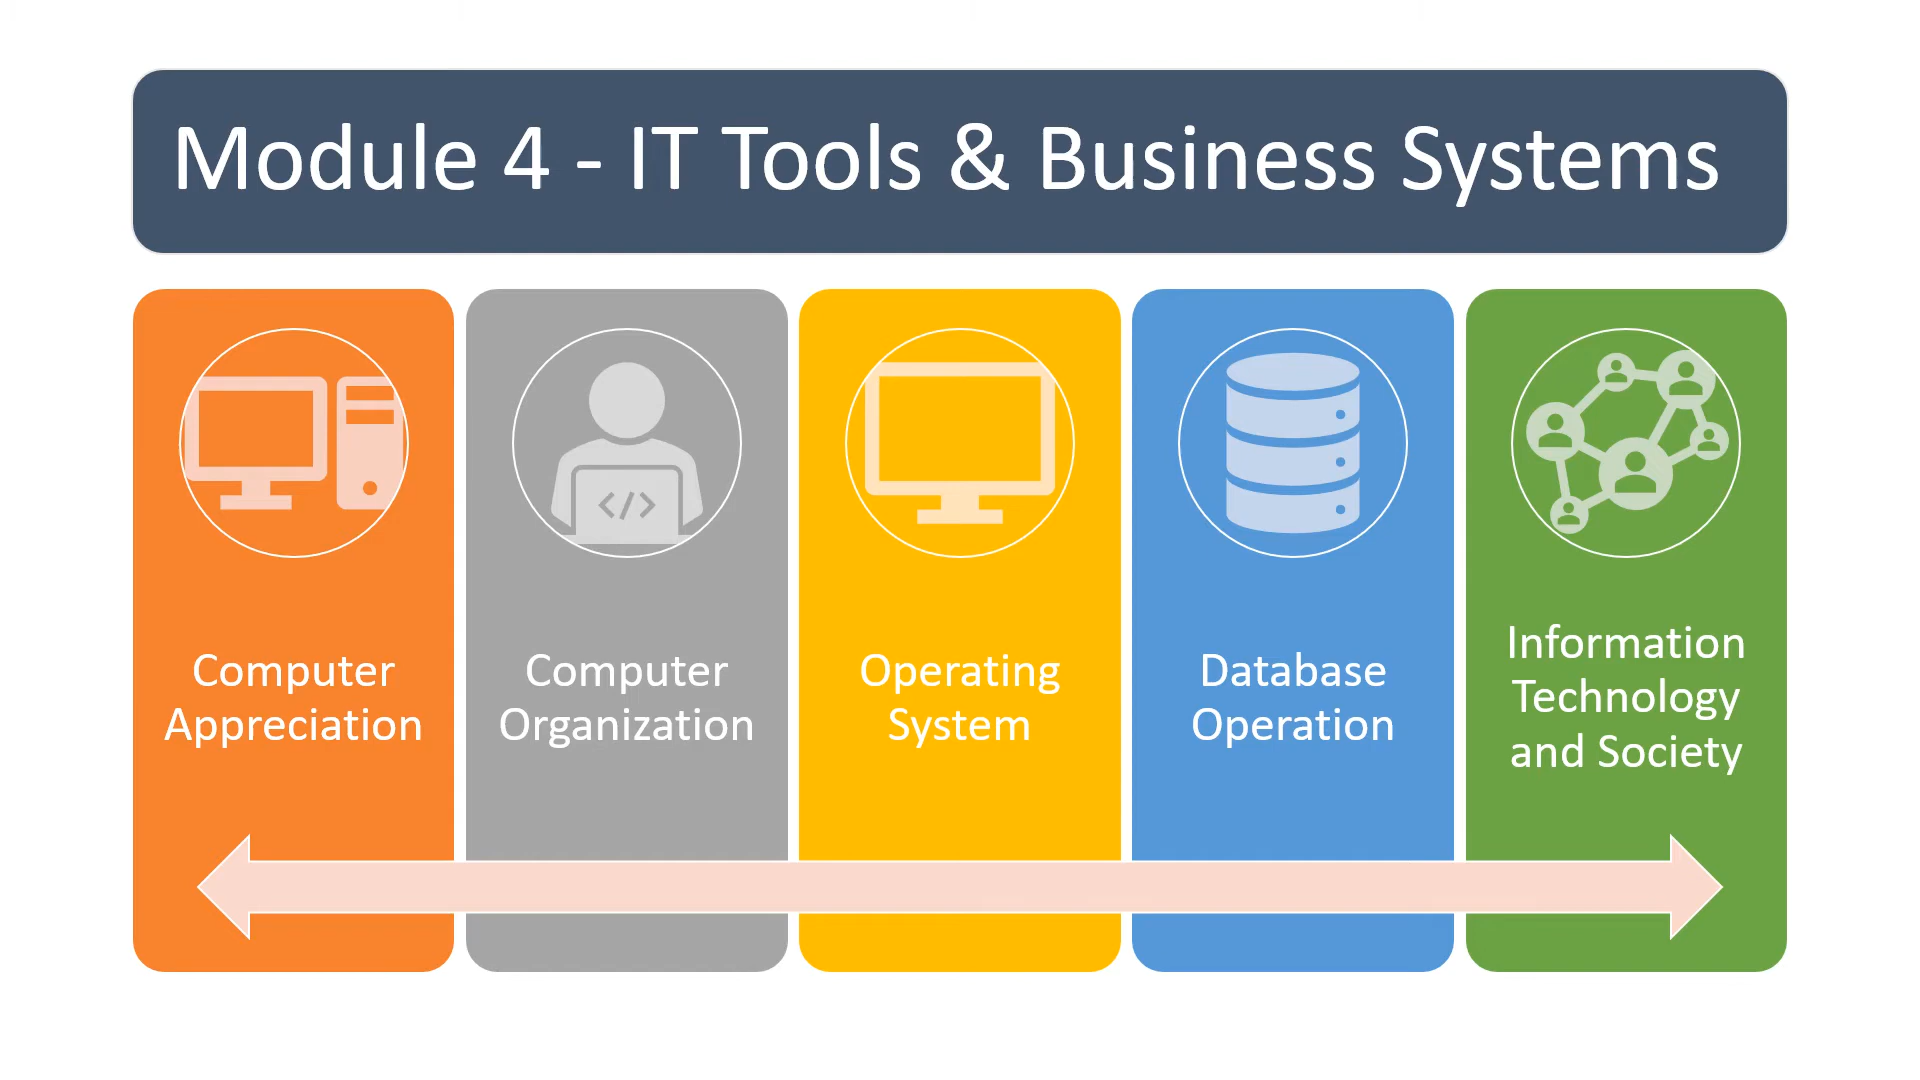 Module 4 - IT Tools & Business Systems
Computer
Appreciation
Computer
Organization
</>
Operating
System
Database
Operation
Information
Technology
and Society